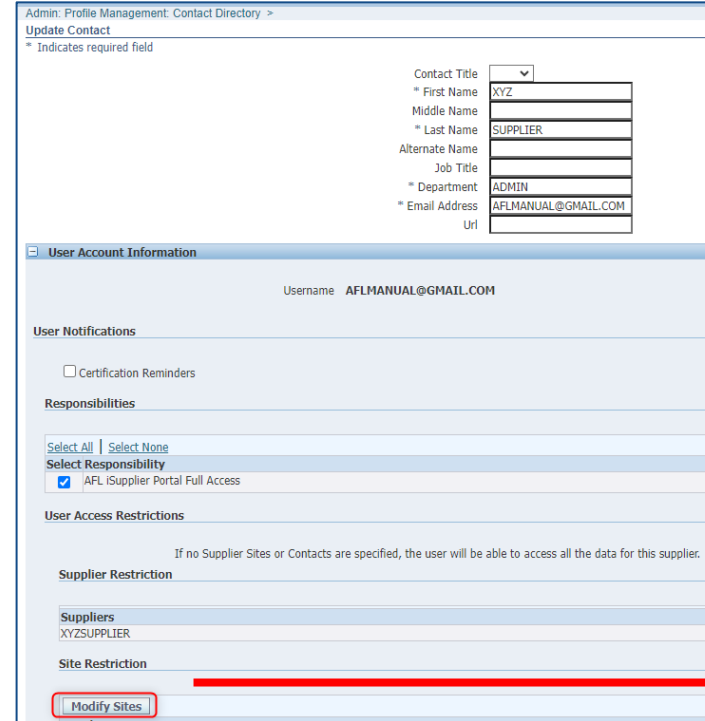 Admin: Profile Management: Contact Directory >
Update Contact
* Indicates required field
Contact Title
* First Name XYZ
Middle Name
* Last Name SUPPLIER
Alternate Name
Job Title
* Department ADMIN
* Email Address AFLMANUAL@GMAIL.COM
Url
User Account Information
Username AFLMANUAL@GMAIL.COM
User Notifications
Certification Reminders
Responsibilities
Select All | Select None
Select Responsibility
AFL iSupplier Portal Full Access
User Access Restrictions
If no Supplier Sites or Contacts are specified, the user will be able to access all the data for this supplier.
Supplier Restriction
Suppliers
XYZSUPPLIER
Site Restriction
Modify Sites